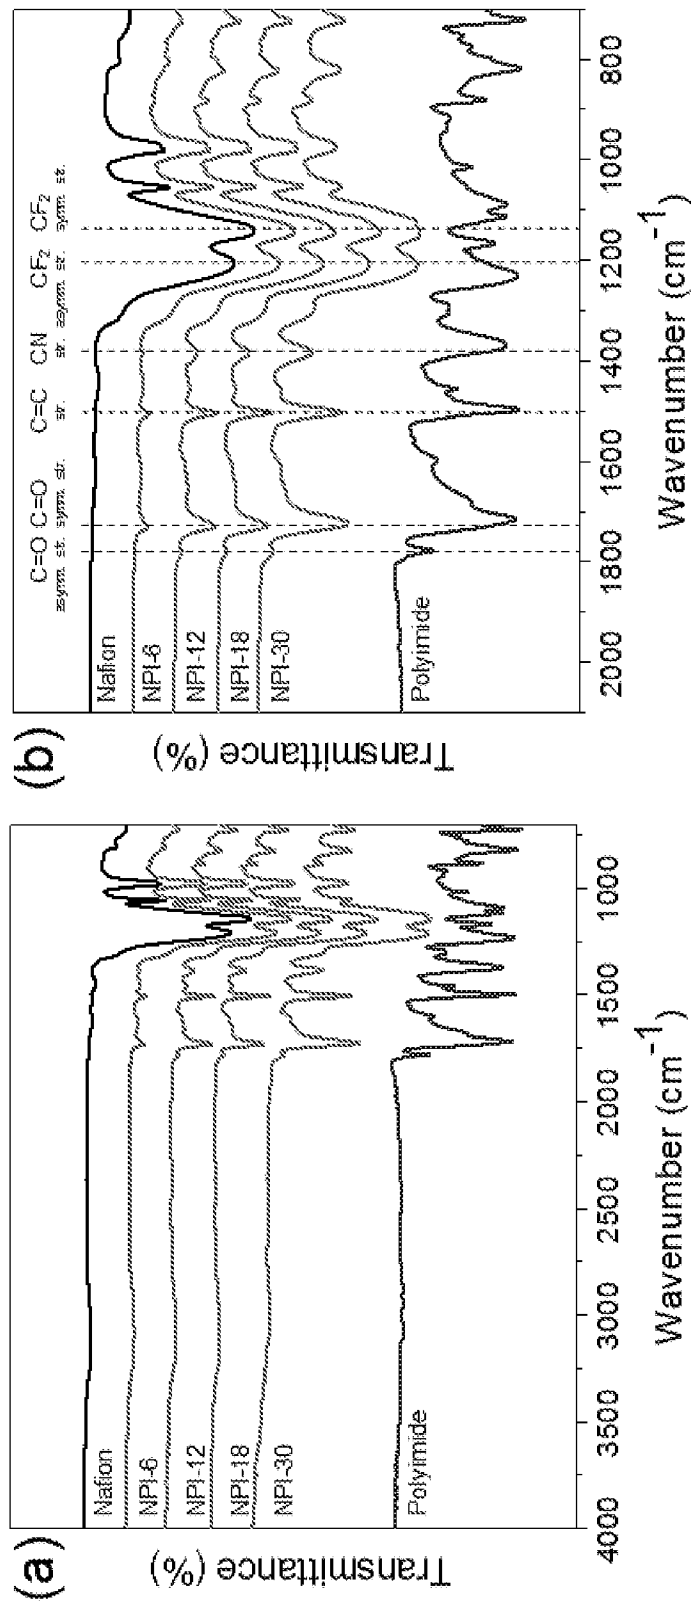 (a)
Transmittance (%)
Nafion
NPI-6
NPI-12
NPI-18
NPI-30
Polyimide
4000 3500 3000 2500 2000 1500 1000
Wavenumber (cm⁻¹)
(b)
Transmittance (%)
C=O C=O C=C CN CF₂ CF₂
asym. st. sym. st. st. st. asym. st. sym. st.
Nafion
NPI-6
NPI-12
NPI-18
NPI-30
Polyimide
2000 1800 1600 1400 1200 1000 800
Wavenumber (cm⁻¹)